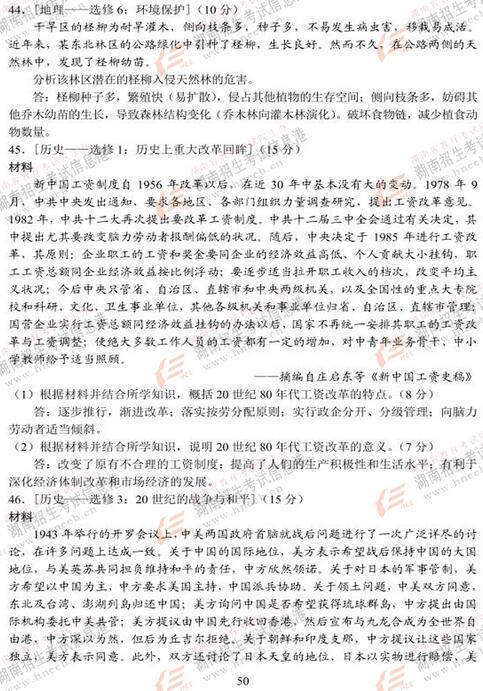 44. [地理——选修 6：环境保护]（10 分）
干旱区的柽柳为耐旱灌木，侧向枝条多，种子多，不易发生病虫害，移栽易成活。
近年来，某东北林区的公路绿化中引种了柽柳，生长良好。然而不久，在公路两侧的天
然林中，发现了柽柳幼苗。
分析该林区潜在的柽柳入侵天然林的危害。
答：柽柳种子多，繁殖快（易扩散），侵占其他植物的生存空间；侧向枝条多，妨碍其
他乔木幼苗的生长，导致森林结构变化（乔木林向灌木林演化）。破坏食物链，减少植食动
物数量。
45. [历史——选修 1：历史上重大改革回眸]（15 分）
材料
新中国工资制度自 1956 年改革以后，在近 30 年中基本没有大的变动。1978 年 9
月，中共中央发出通知，要求各地区、各部门组织力量调查研究，提出工资改革意见。
1982 年，中共十二大再次提出要改革工资制度。中共十二届三中全会通过有关决定，其
中提出尤其要改变脑力劳动者报酬偏低的状况。随后，中央决定于 1985 年进行工资改
革，其原则：企业职工的工资和奖金要同企业的经济效益高低、个人贡献大小挂钩，职
工工资总额同企业经济效益按比例浮动；要逐步适当拉开职工收入的档次，改变平均主
义状况；今后中央只管省、自治区、直辖市和中央两级机关，以及全国性的重点大专院
校和科研、文化、卫生事业单位，其他各级机关和事业单位归省、自治区、直辖市管理；
国营企业实行工资总额同经济效益挂钩的办法以后，国家不再统一安排其职工的工资改
革与工资调整；使绝大多数工作人员的工资都有一定的增加，对中青年业务骨干、中小
学教师给予适当照顾。
——摘编自庄启东等《新中国工资史稿》
（1）根据材料并结合所学知识，概括 20 世纪 80 年代工资改革的特点。（8 分）
答：逐步推行，渐进改革；落实按劳分配原则；实行政企分开、分级管理；向脑力
劳动者适当倾斜。
（2）根据材料并结合所学知识，说明 20 世纪 80 年代工资改革的意义。（7 分）
答：改变了原有不合理的工资制度；提高了人们的生产积极性和生活水平；有利于
深化经济体制改革和市场经济的发展。
46. [历史——选修 3：20 世纪的战争与和平]（15 分）
材料
1943 年举行的开罗会议上，中美两国政府首脑就战后问题进行了一次广泛详尽的讨
论，在许多问题上达成一致。关于中国的国际地位，美方表示希望战后保持中国的大国
地位，与美英苏共同担负维持和平的责任，中方欣然领诺。关于对日本的军事管制，美
方希望以中国为主，中方要求美国主持，中国派兵协助。关于领土问题，中美双方同意，
东北及台湾、澎湖列岛归还中国；美方询问中国是否希望获得琉球群岛，中方提出由国
际机构委托中美共管；美方提议由中国先行收回香港，然后宣布与九龙合成为全世界自
由港，中方深以为然，但后为丘吉尔拒绝。关于朝鲜和印度支那，中方提议让这些国家
独立，美方表示同意。此外，双方还讨论了日本天皇的地位、日本以实物进行赔偿、美
50